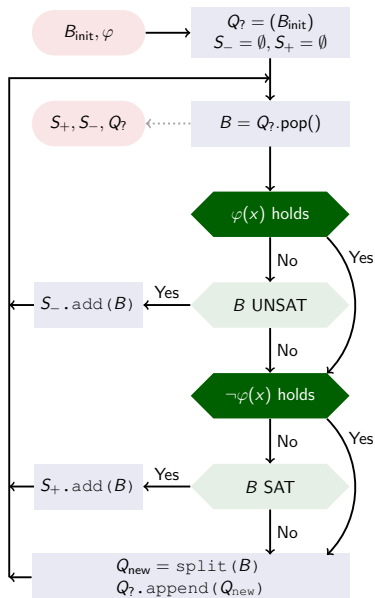 B_init, φ
Q_? = (B_init)
S_− = ∅, S_+ = ∅
S_+, S_−, Q_?
B = Q_?.pop()
φ(x) holds
Yes
No
S_−.add(B)
Yes
B UNSAT
No
¬φ(x) holds
Yes
No
S_+.add(B)
Yes
B SAT
No
Q_new = split(B)
Q_?.append(Q_new)